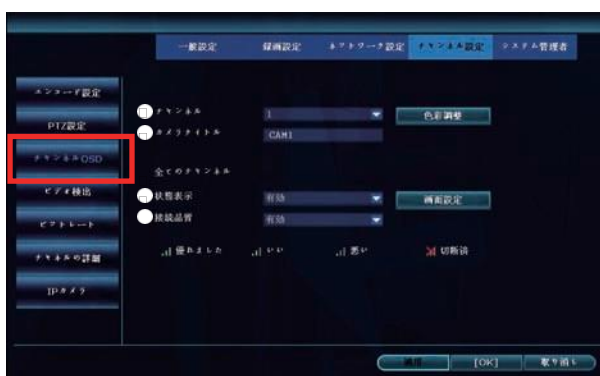 一般設定 録画設定 ネットワーク設定 チャンネル設定 システム管理者
エンコード設定
PTZ設定
チャンネルOSD
ビデオ検出
ビットレート
チャネルの詳細
IPカメラ
チャンネル 1 色彩調整
カメラタイトル CAM1
全てのチャンネル
状態表示 有効 画面設定
接続品質 有効
優れました いい 悪い 切断済
適用 [OK] 取り消し